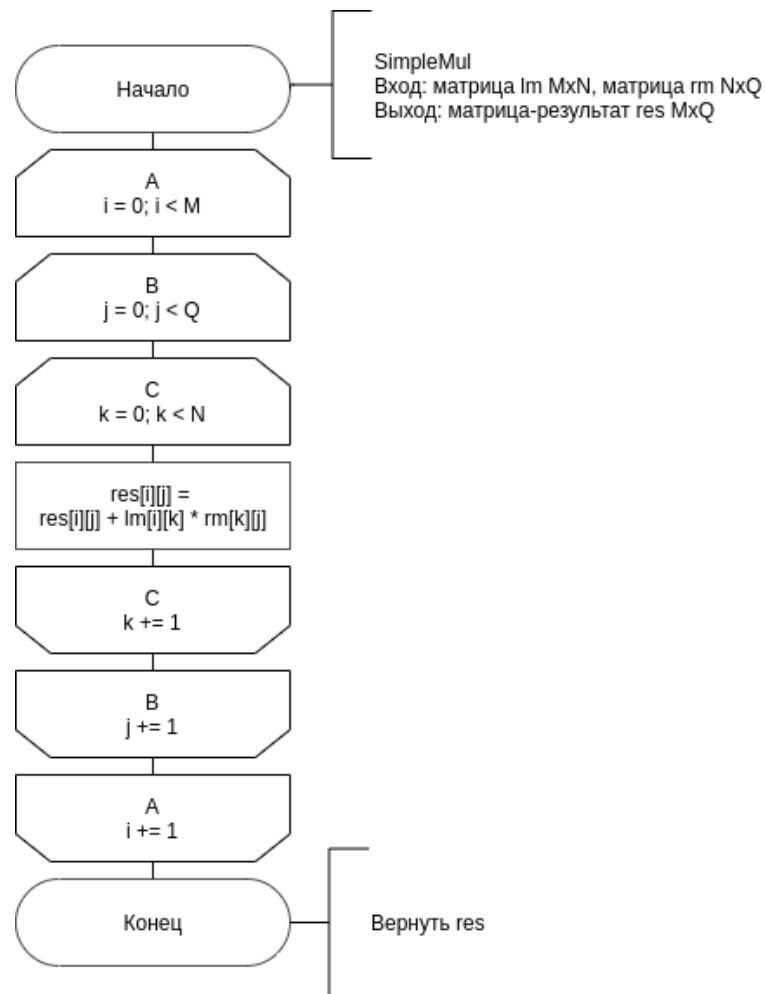 Начало
SimpleMul
Вход: матрица lm MxN, матрица rm NxQ
Выход: матрица-результат res MxQ
A
i = 0; i < M
B
j = 0; j < Q
C
k = 0; k < N
res[i][j] =
res[i][j] + lm[i][k] * rm[k][j]
C
k += 1
B
j += 1
A
i += 1
Конец
Вернуть res